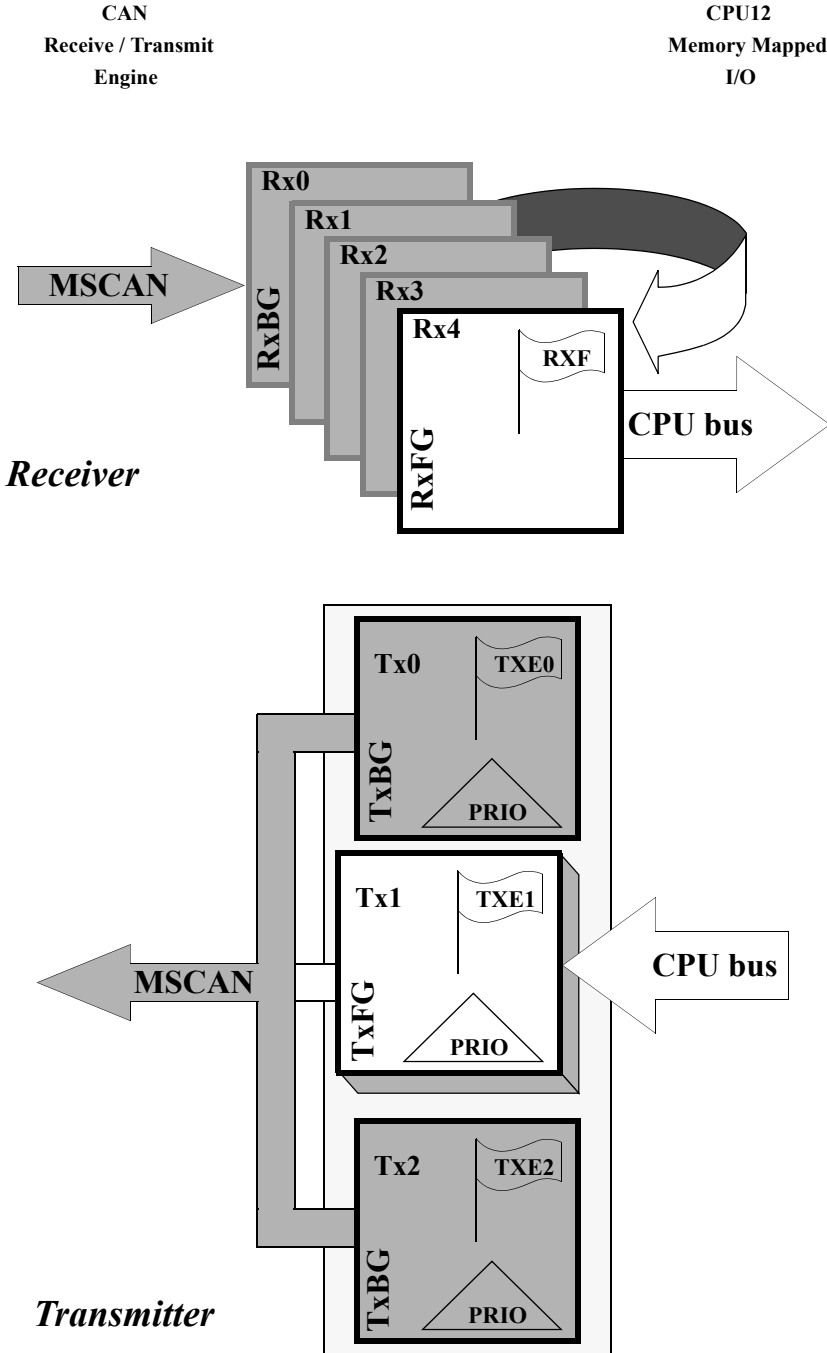 CAN
Receive / Transmit
Engine
CPU12
Memory Mapped
I/O
Rx0
Rx1
Rx2
Rx3
Rx4
RXF
RxBG
RxFG
MSCAN
CPU bus
Receiver
Tx0
TXE0
TxBG
PRIO
Tx1
TXE1
TxFG
PRIO
MSCAN
CPU bus
Tx2
TXE2
TxBG
PRIO
Transmitter